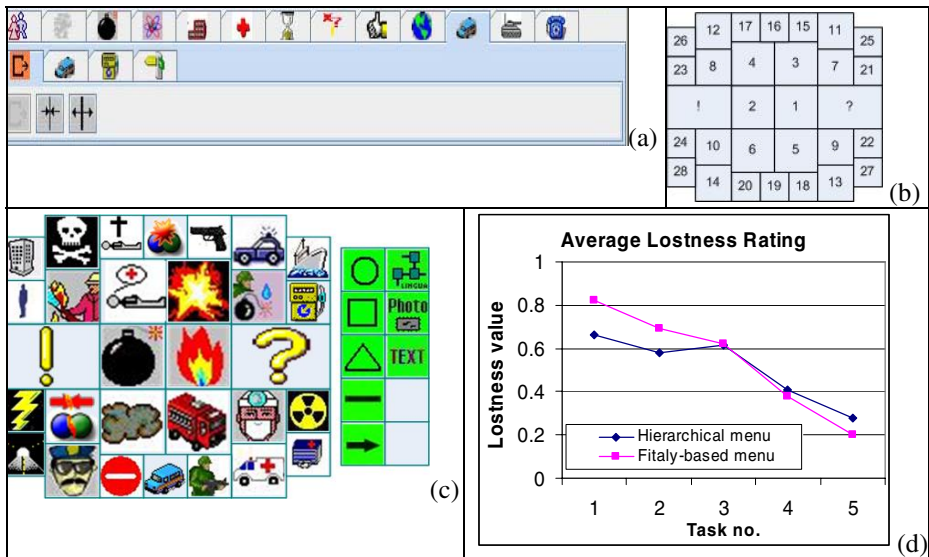 (a)
12 17 16 15 11
26 25
4 3
23 8 7 21
! 2 1 ?
24 10 9 22
6 5
28 27
14 20 19 18 13
(b)
LINGUA
Photo
TEXT
(c)
Average Lostness Rating
Lostness value
1
0.8
0.6
0.4
0.2
0
Hierarchical menu
Fitaly-based menu
1 2 3 4 5
Task no.
(d)